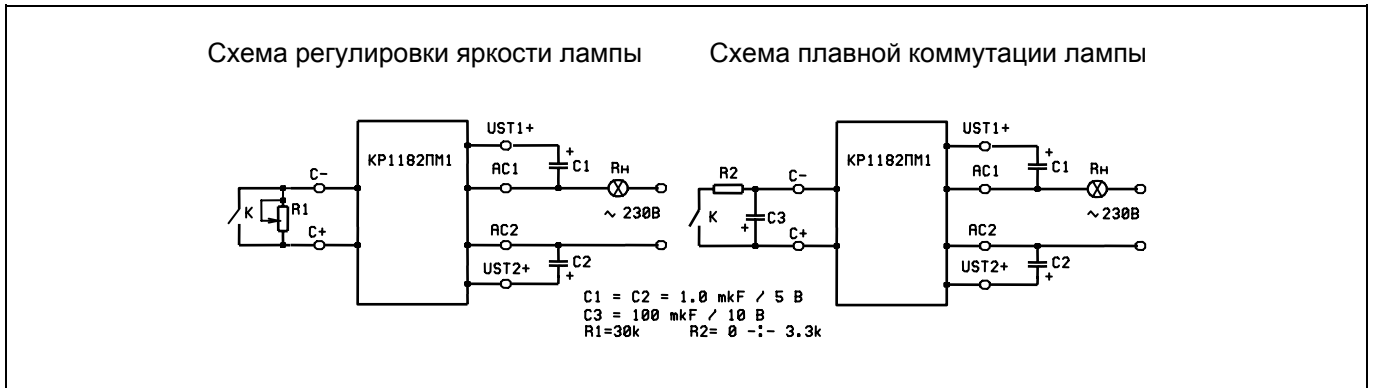 Схема регулировки яркости лампы
КР1182ПМ1
UST1+
+
C1
AC1
Rн
C-
K
R1
C+
~ 230В
AC2
UST2+
C2
+
Схема плавной коммутации лампы
КР1182ПМ1
UST1+
+
C1
AC1
Rн
R2
C-
K
C3
+
C+
~ 230В
AC2
UST2+
C2
+
C1 = C2 = 1.0 mkF / 5 В
C3 = 100 mkF / 10 В
R1=30k R2= 0 -:- 3.3k